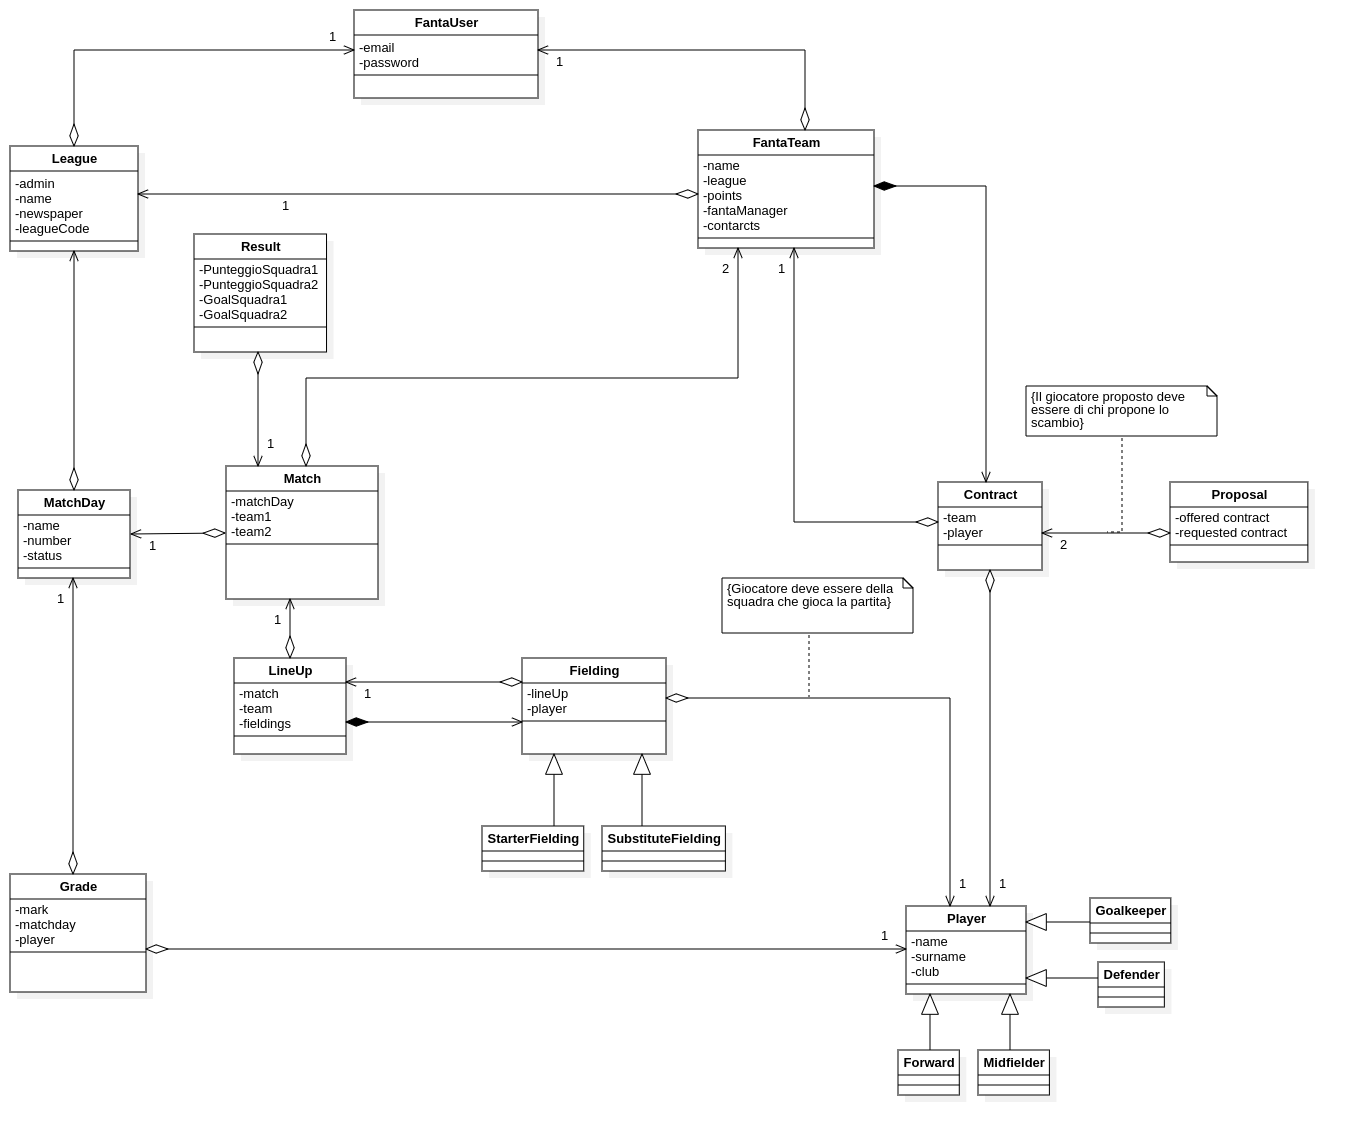 FantaUser
-email
-password
1
1
League
-admin
-name
-newspaper
-leagueCode
FantaTeam
-name
-league
-points
-fantaManager
-contarcts
1
Result
-PunteggioSquadra1
-PunteggioSquadra2
-GoalSquadra1
-GoalSquadra2
2
1
{Il giocatore proposto deve
essere di chi propone lo
scambio}
1
Match
-matchDay
-team1
-team2
MatchDay
-name
-number
-status
1
Contract
-team
-player
Proposal
-offered contract
-requested contract
2
{Giocatore deve essere della
squadra che gioca la partita}
1
1
LineUp
-match
-team
-fieldings
1
Fielding
-lineUp
-player
StarterFielding
SubstituteFielding
Grade
-mark
-matchday
-player
1
1
1
Player
-name
-surname
-club
Goalkeeper
Defender
Forward
Midfielder